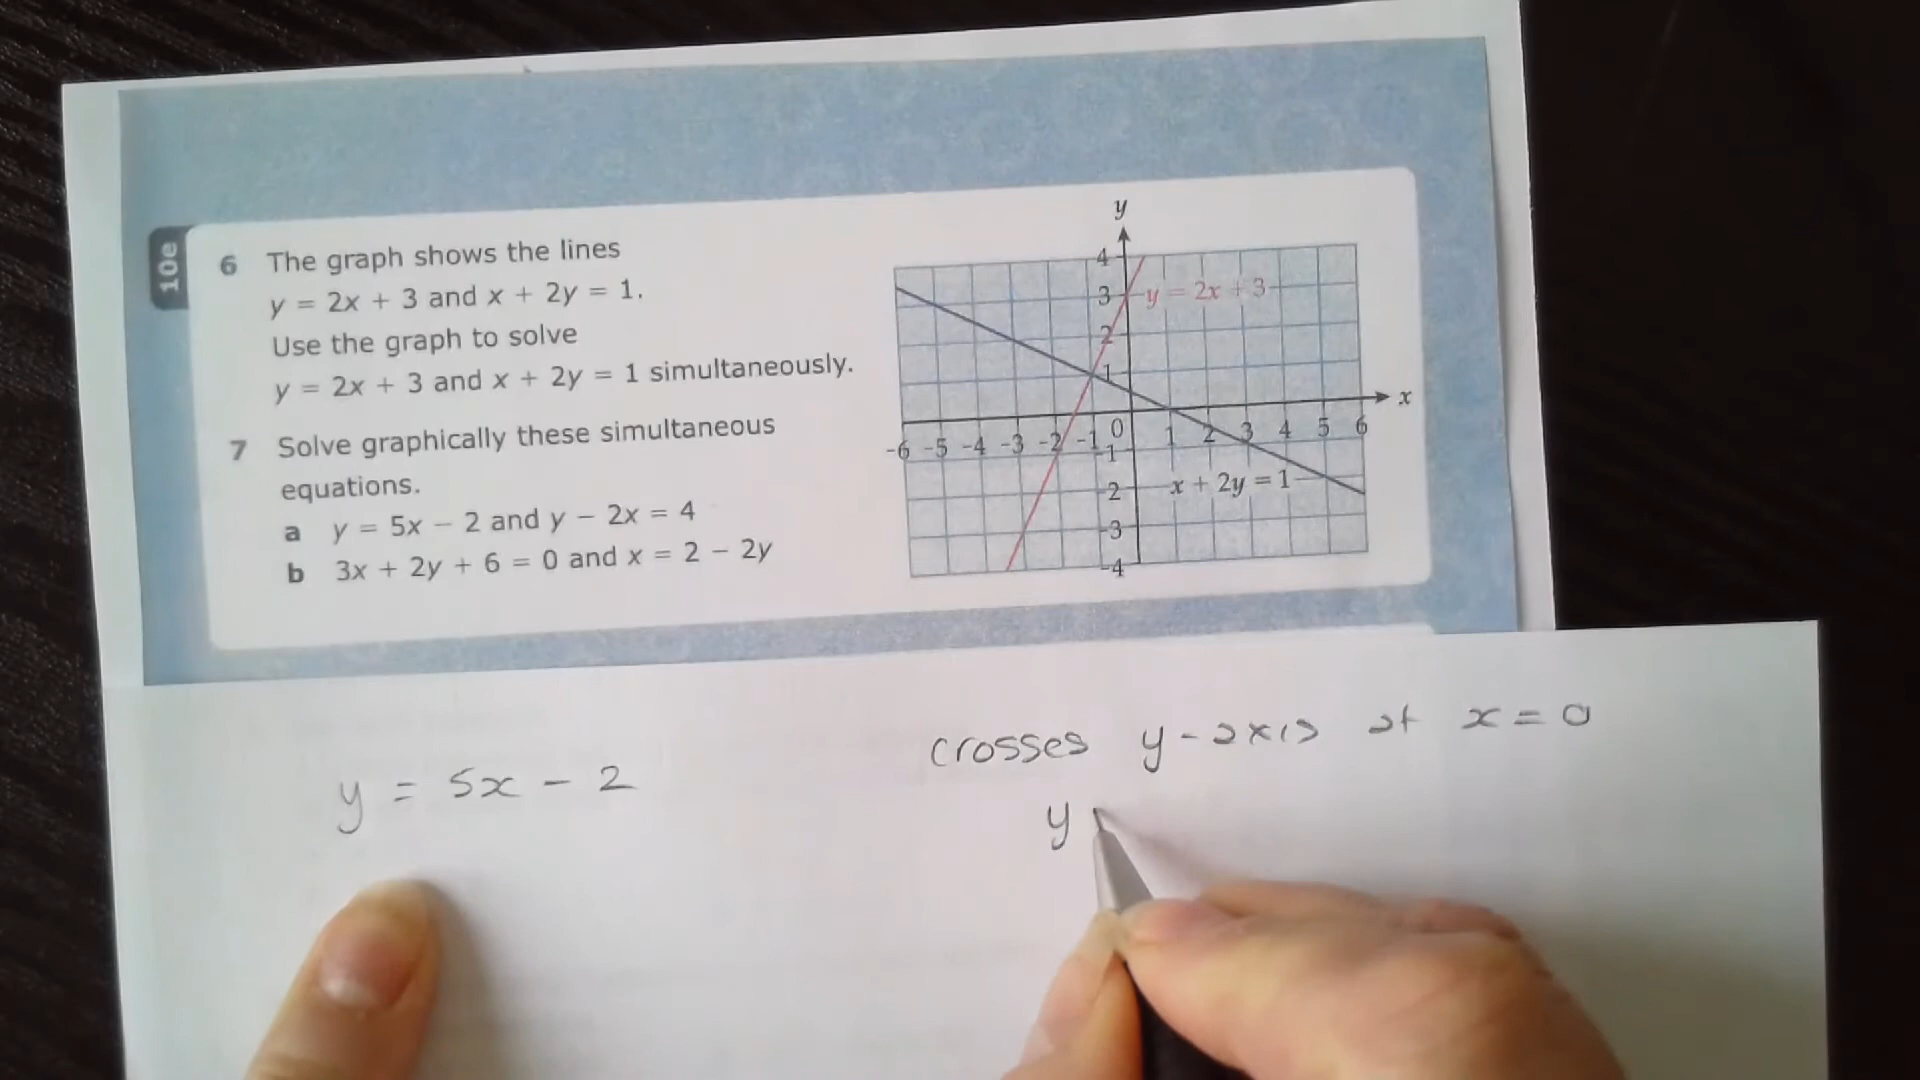 10e
6 The graph shows the lines
y = 2x + 3 and x + 2y = 1.
Use the graph to solve
y = 2x + 3 and x + 2y = 1 simultaneously.
7 Solve graphically these simultaneous
equations.
a y = 5x − 2 and y − 2x = 4
b 3x + 2y + 6 = 0 and x = 2 − 2y
y
4
3 y = 2x + 3
2
1
x
-6 -5 -4 -3 -2 -1 0 1 2 3 4 5 6
-1
-2 x + 2y = 1
-3
-4
y = 5x - 2
crosses y-axis at x = 0
y